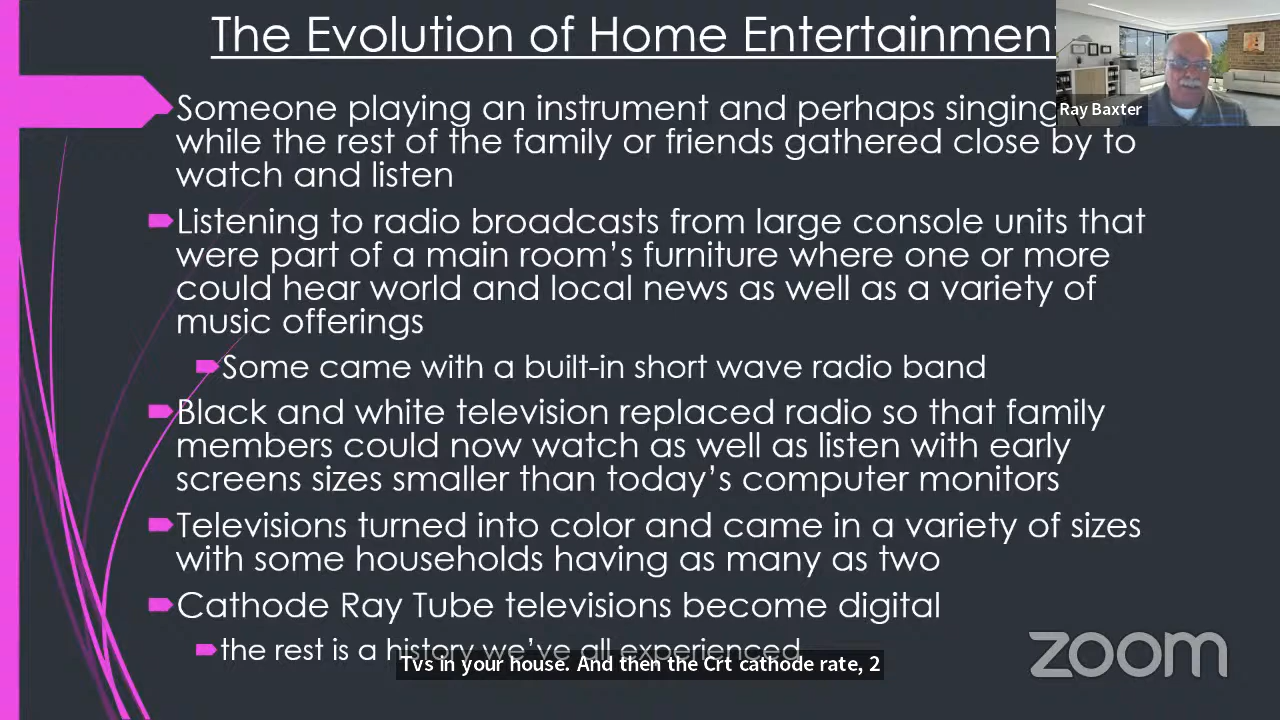 The Evolution of Home Entertainment
Ray Baxter
Someone playing an instrument and perhaps singing
while the rest of the family or friends gathered close by to
watch and listen
Listening to radio broadcasts from large console units that
were part of a main room's furniture where one or more
could hear world and local news as well as a variety of
music offerings
Some came with a built-in short wave radio band
Black and white television replaced radio so that family
members could now watch as well as listen with early
screens sizes smaller than today's computer monitors
Televisions turned into color and came in a variety of sizes
with some households having as many as two
Cathode Ray Tube televisions become digital
the rest is a history we've all experienced
Tvs in your house. And then the Crt cathode rate, 2
zoom